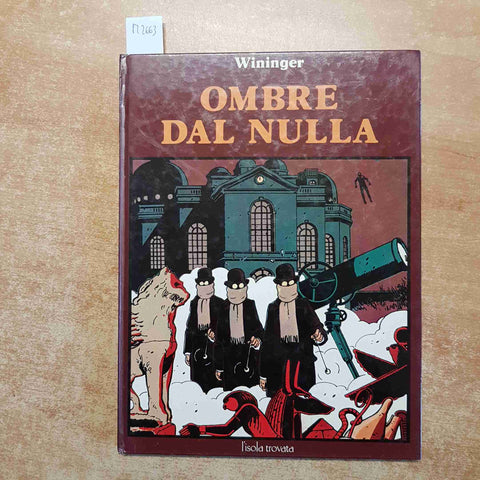 M2663
Wininger
OMBRE
DAL NULLA
l'isola trovata